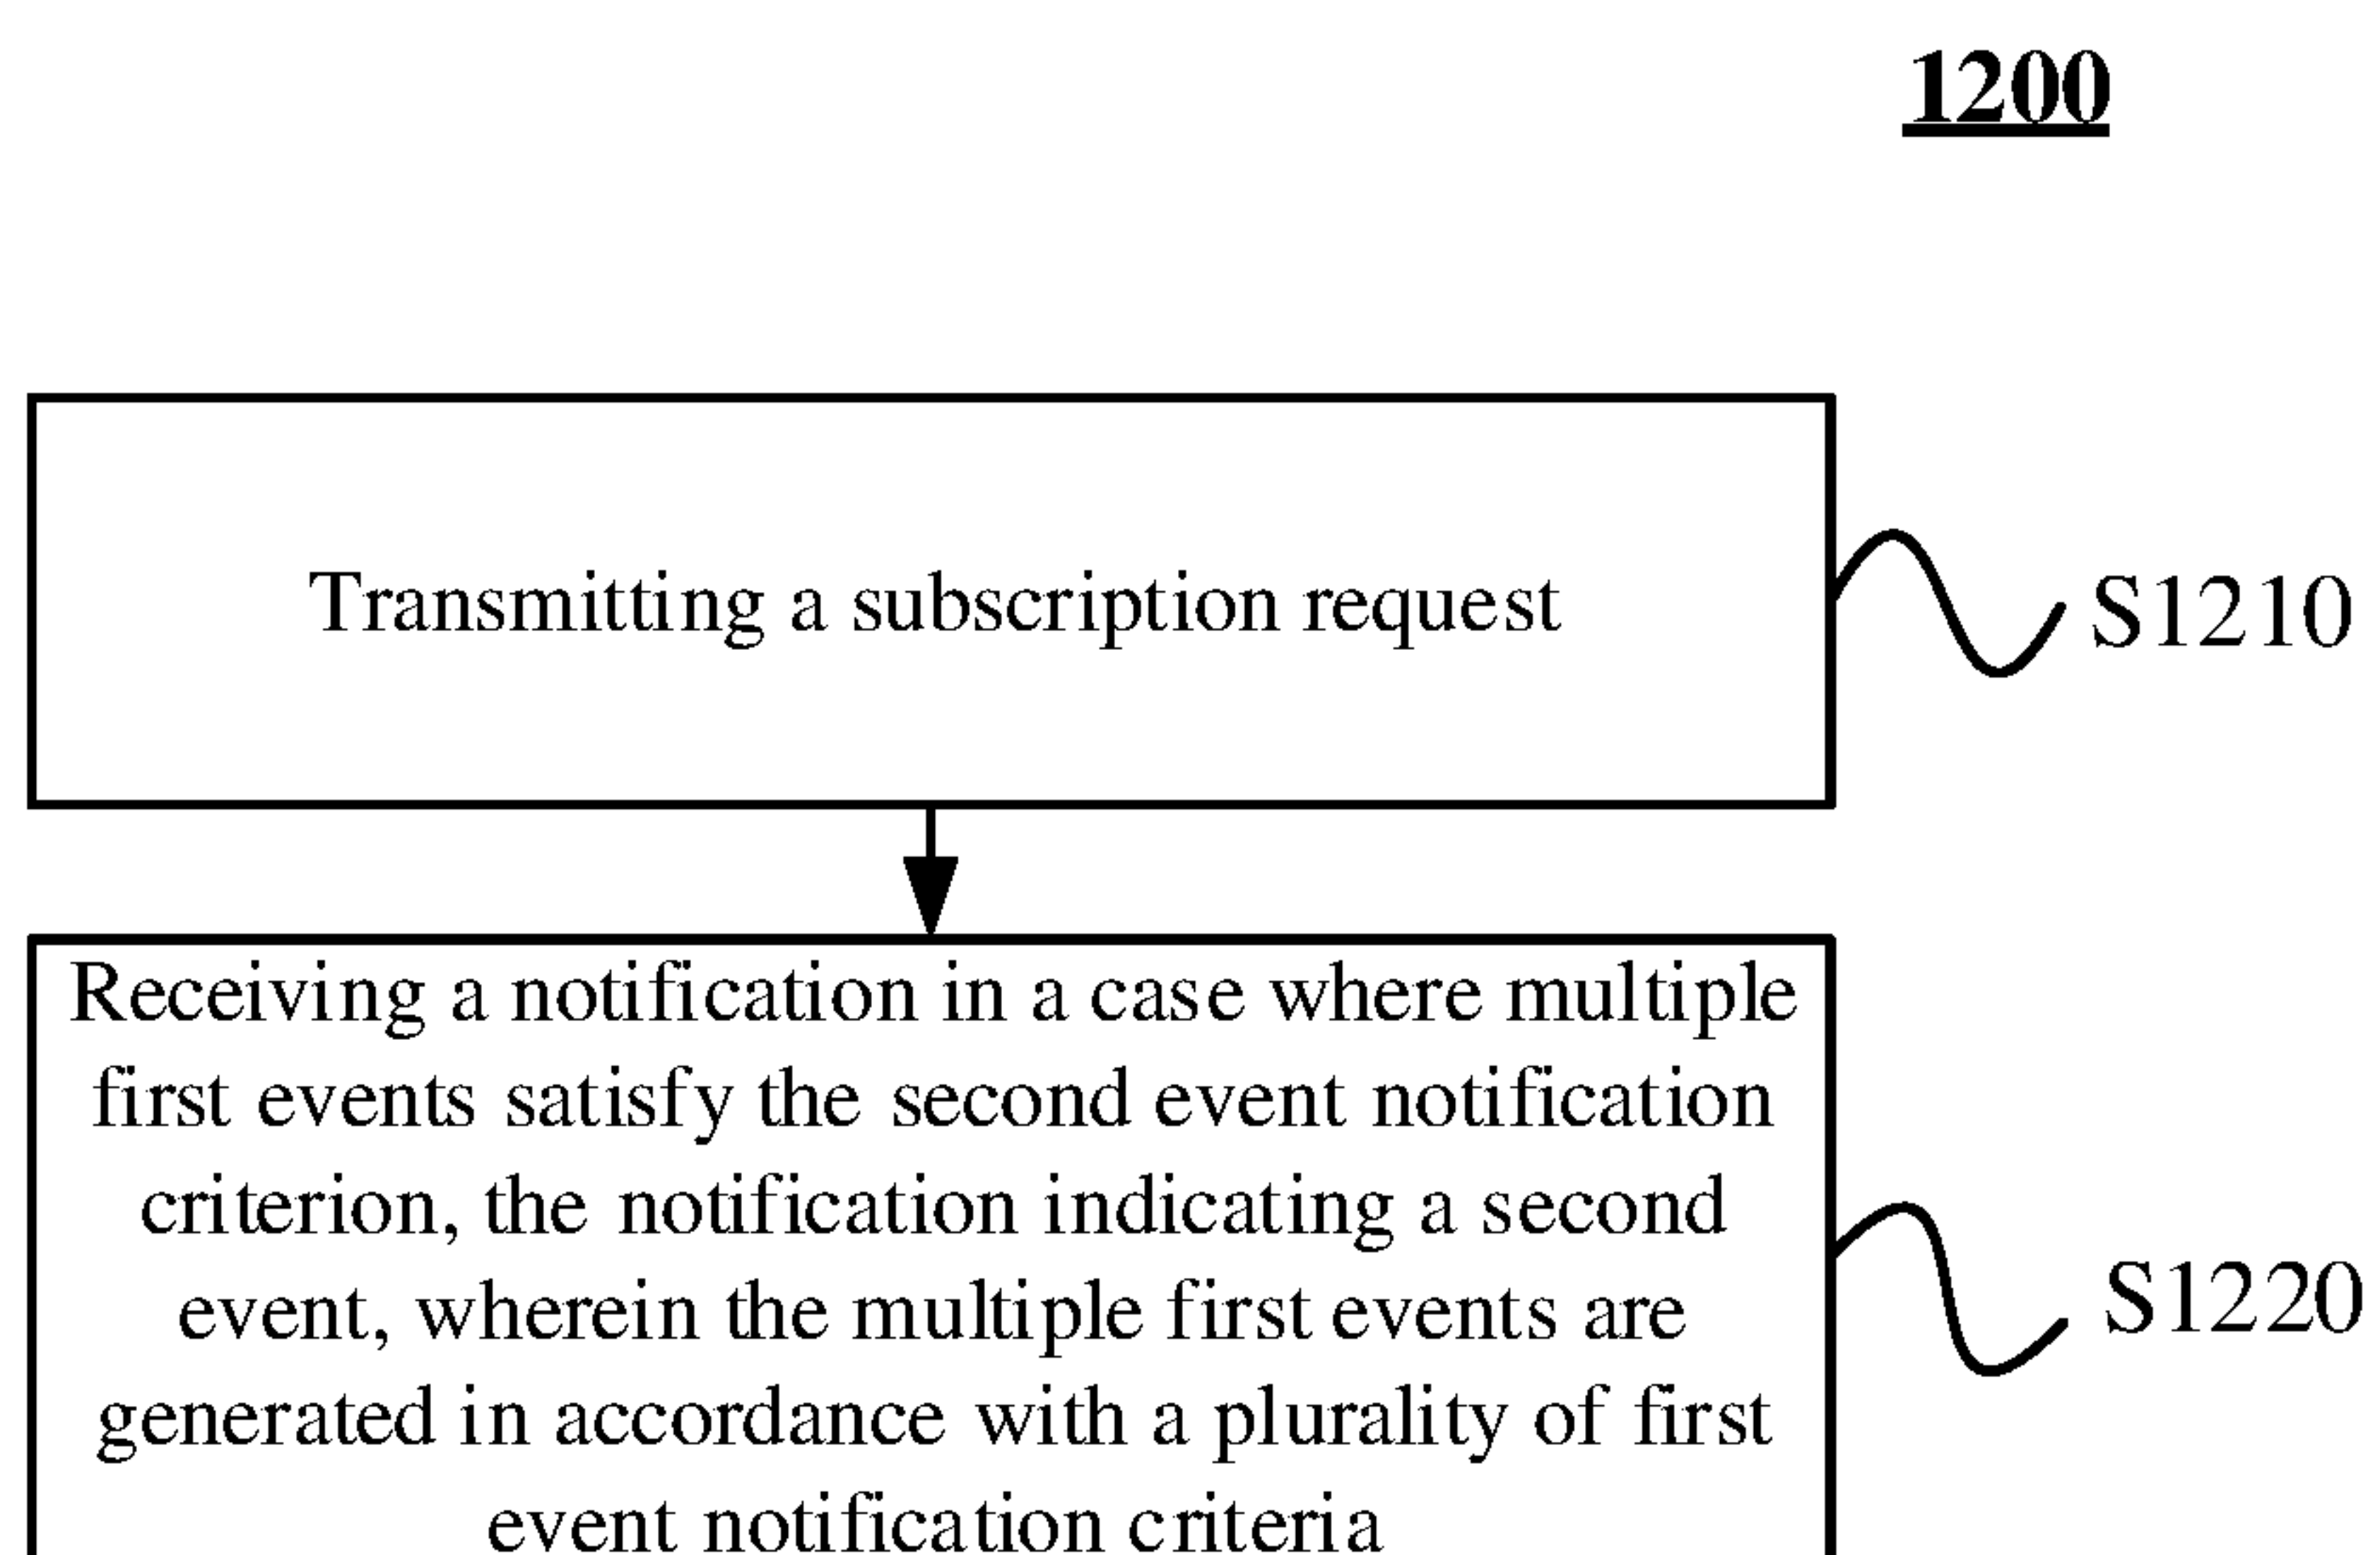 1200
Transmitting a subscription request
S1210
Receiving a notification in a case where multiple
first events satisfy the second event notification
criterion, the notification indicating a second
event, wherein the multiple first events are
generated in accordance with a plurality of first
event notification criteria
S1220